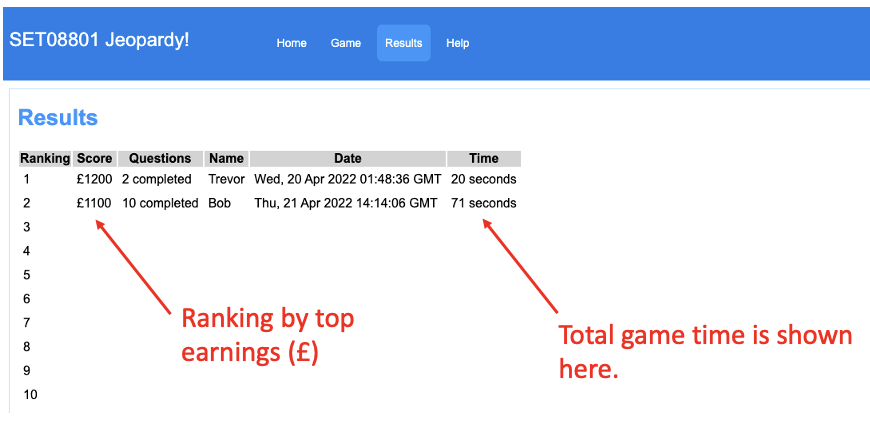 SET08801 Jeopardy! Home Game Results Help
Results
Ranking Score Questions Name Date Time
1 £1200 2 completed Trevor Wed, 20 Apr 2022 01:48:36 GMT 20 seconds
2 £1100 10 completed Bob Thu, 21 Apr 2022 14:14:06 GMT 71 seconds
3
4
5
6
7
8
9
10
Ranking by top
earnings (£)
Total game time is shown
here.